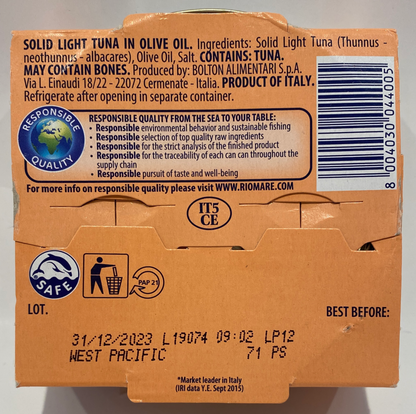 SOLID LIGHT TUNA IN OLIVE OIL. Ingredients: Solid Light Tuna (Thunnus -
neothunnus - albacares), Olive Oil, Salt. CONTAINS: TUNA.
MAY CONTAIN BONES. Produced by: BOLTON ALIMENTARI S.p.A.
Via L. Einaudi 18/22 - 22072 Cermenate - Italia. PRODUCT OF ITALY.
Refrigerate after opening in separate container.
8 004030 044005
RESPONSIBLE
QUALITY
RESPONSIBLE QUALITY FROM THE SEA TO YOUR TABLE:
• Responsible environmental behavior and sustainable fishing
• Responsible selection of top quality raw ingredients
• Responsible for the strict analysis of the finished product
• Responsible for the traceability of each can throughout the
supply chain
• Responsible pursuit of taste and well-being
For more info on responsible quality please visit WWW.RIOMARE.COM
IT5
CE
SAFE
PAP 21
LOT.
BEST BEFORE:
31/12/2023 L19074 09:02 LP12
WEST PACIFIC 71 PS
*Market leader in Italy
(IRI data Y.E. Sept 2015)